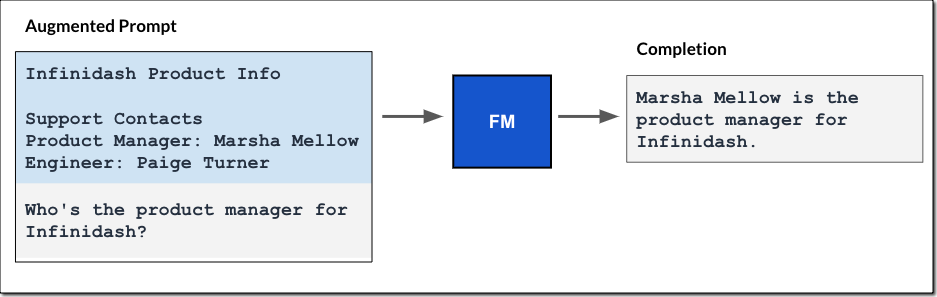 Augmented Prompt
Infinidash Product Info
Support Contacts
Product Manager: Marsha Mellow
Engineer: Paige Turner
Who's the product manager for
Infinidash?
FM
Completion
Marsha Mellow is the
product manager for
Infinidash.